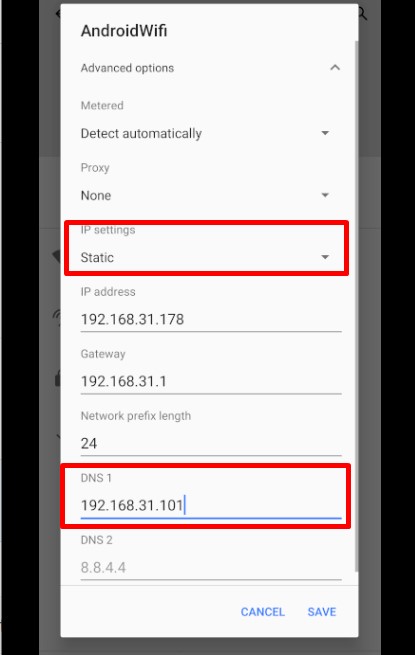 AndroidWifi
Advanced options
Metered
Detect automatically
Proxy
None
IP settings
Static
IP address
192.168.31.178
Gateway
192.168.31.1
Network prefix length
24
DNS 1
192.168.31.101
DNS 2
8.8.4.4
CANCEL SAVE